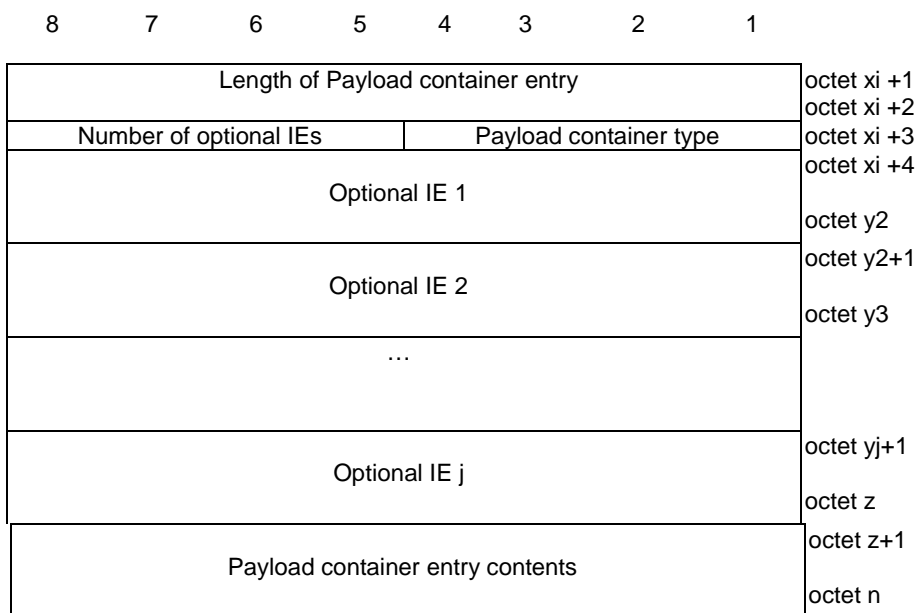 8 7 6 5 4 3 2 1
Length of Payload container entry octet xi +1
octet xi +2
Number of optional IEs Payload container type octet xi +3
octet xi +4
Optional IE 1
octet y2
octet y2+1
Optional IE 2
octet y3
…
octet yj+1
Optional IE j
octet z
octet z+1
Payload container entry contents
octet n